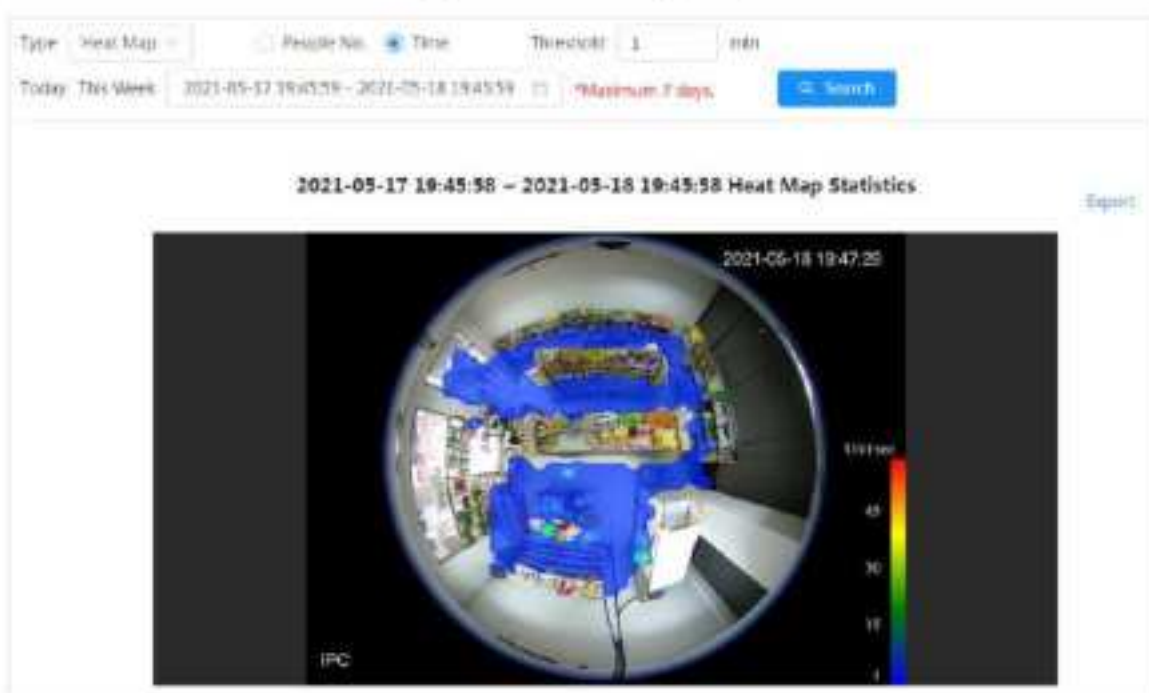 Type Heat Map People No. Time Threshold 1 min
Today This Week 2021-05-17 19:45:59 - 2021-05-18 19:45:59 *Maximum 7 days. Search
2021-05-17 19:45:58 ~ 2021-05-18 19:45:58 Heat Map Statistics
Export
2021-05-18 19:47:25
45
30
IPC